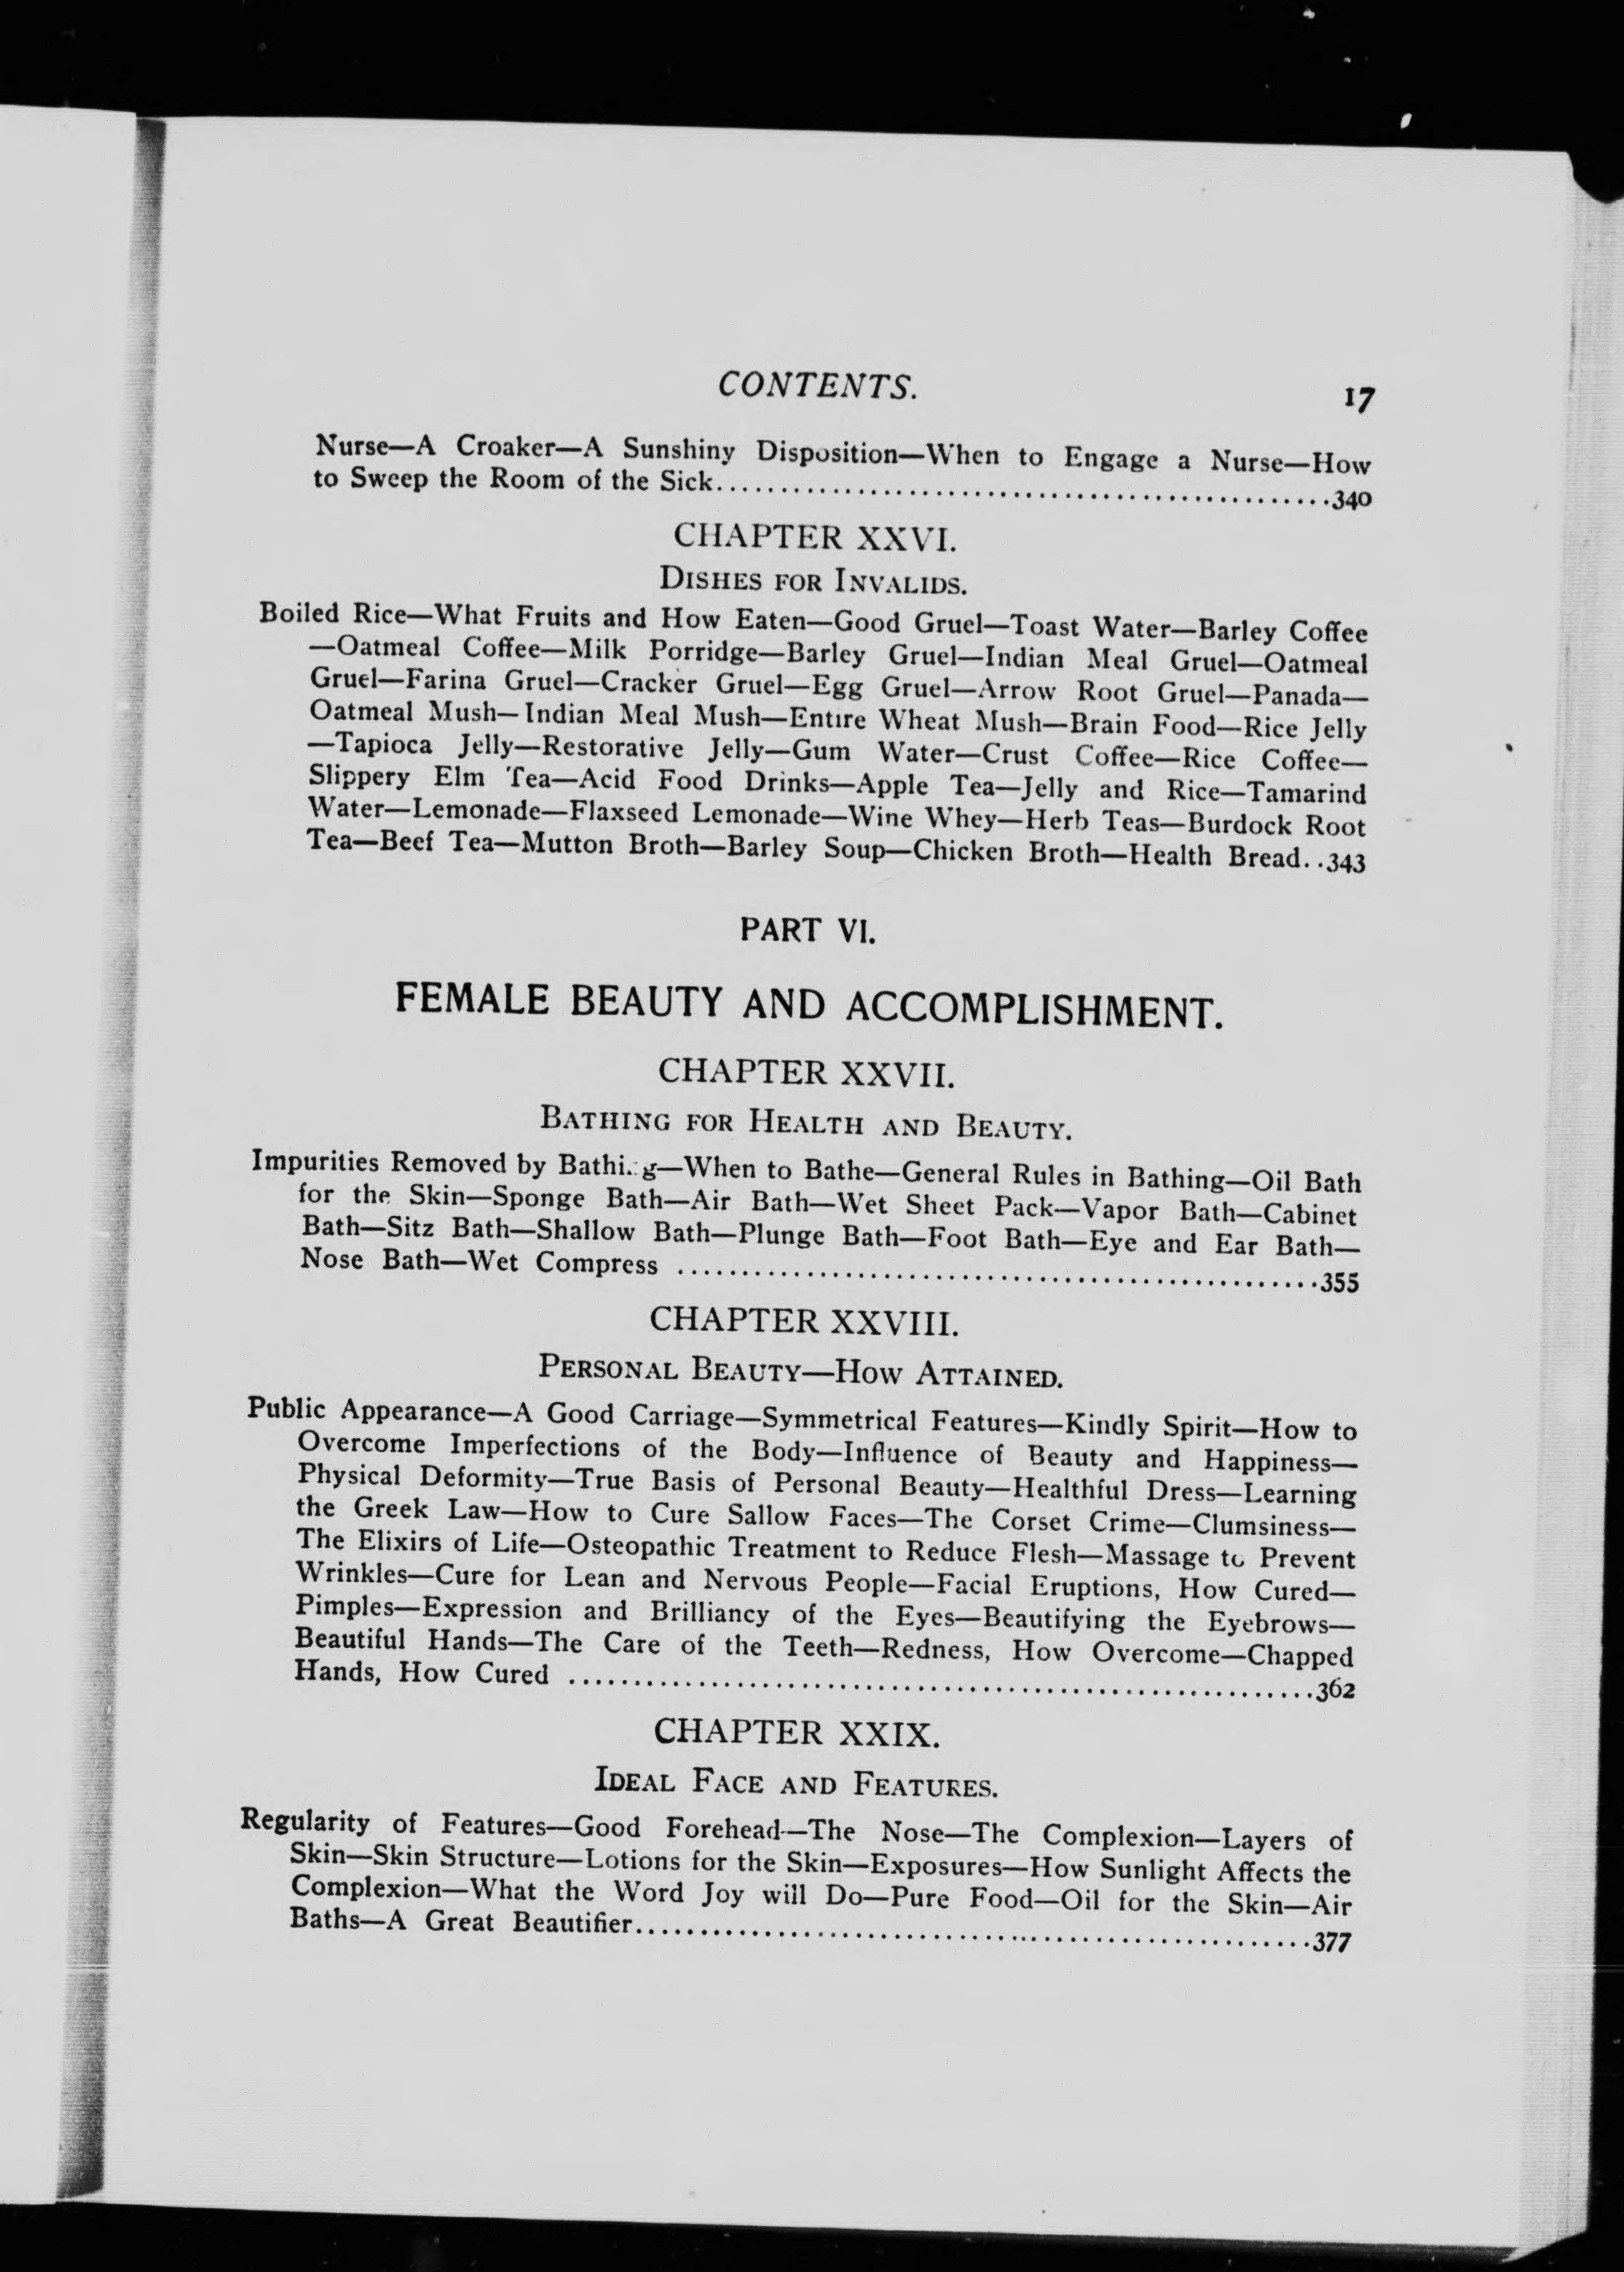 CONTENTS. 17
Nurse—A Croaker—A Sunshiny Disposition—When to Engage a Nurse—How
to Sweep the Room of the Sick................................................340
CHAPTER XXVI.
DISHES FOR INVALIDS.
Boiled Rice—What Fruits and How Eaten—Good Gruel—Toast Water—Barley Coffee
—Oatmeal Coffee—Milk Porridge—Barley Gruel—Indian Meal Gruel—Oatmeal
Gruel—Farina Gruel—Cracker Gruel—Egg Gruel—Arrow Root Gruel—Panada—
Oatmeal Mush—Indian Meal Mush—Entire Wheat Mush—Brain Food—Rice Jelly
—Tapioca Jelly—Restorative Jelly—Gum Water—Crust Coffee—Rice Coffee—
Slippery Elm Tea—Acid Food Drinks—Apple Tea—Jelly and Rice—Tamarind
Water—Lemonade—Flaxseed Lemonade—Wine Whey—Herb Teas—Burdock Root
Tea—Beef Tea—Mutton Broth—Barley Soup—Chicken Broth—Health Bread..343
PART VI.
FEMALE BEAUTY AND ACCOMPLISHMENT.
CHAPTER XXVII.
BATHING FOR HEALTH AND BEAUTY.
Impurities Removed by Bathing—When to Bathe—General Rules in Bathing—Oil Bath
for the Skin—Sponge Bath—Air Bath—Wet Sheet Pack—Vapor Bath—Cabinet
Bath—Sitz Bath—Shallow Bath—Plunge Bath—Foot Bath—Eye and Ear Bath—
Nose Bath—Wet Compress ..................................................355
CHAPTER XXVIII.
PERSONAL BEAUTY—HOW ATTAINED.
Public Appearance—A Good Carriage—Symmetrical Features—Kindly Spirit—How to
Overcome Imperfections of the Body—Influence of Beauty and Happiness—
Physical Deformity—True Basis of Personal Beauty—Healthful Dress—Learning
the Greek Law—How to Cure Sallow Faces—The Corset Crime—Clumsiness—
The Elixirs of Life—Osteopathic Treatment to Reduce Flesh—Massage to Prevent
Wrinkles—Cure for Lean and Nervous People—Facial Eruptions, How Cured—
Pimples—Expression and Brilliancy of the Eyes—Beautifying the Eyebrows—
Beautiful Hands—The Care of the Teeth—Redness, How Overcome—Chapped
Hands, How Cured ..........................................................362
CHAPTER XXIX.
IDEAL FACE AND FEATURES.
Regularity of Features—Good Forehead—The Nose—The Complexion—Layers of
Skin—Skin Structure—Lotions for the Skin—Exposures—How Sunlight Affects the
Complexion—What the Word Joy will Do—Pure Food—Oil for the Skin—Air
Baths—A Great Beautifier.....................................................377